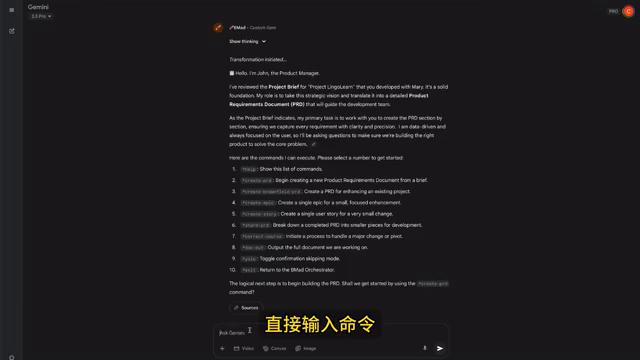 Gemini
2.5 Pro
PRO
C
BMad - Custom Gem
Show thinking
Transformation initiated...
Hello. I'm John, the Product Manager.
I've reviewed the Project Brief for "Project LingoLearn" that you developed with Mary. It's a solid
foundation. My role is to take this strategic vision and translate it into a detailed Product
Requirements Document (PRD) that will guide the development team.
As the Project Brief indicates, my primary task is to work with you to create the PRD section by
section, ensuring we capture every requirement with clarity and precision. I am data-driven and
always focused on the user, so I'll be asking questions to make sure we're building the right
product to solve the core problem.
Here are the commands I can execute. Please select a number to get started:
1. *help: Show this list of commands.
2. *create-prd: Begin creating a new Product Requirements Document from a brief.
3. *create-brownfield-prd: Create a PRD for enhancing an existing project.
4. *create-epic: Create a single epic for a small, focused enhancement.
5. *create-story: Create a single user story for a very small change.
6. *shard-prd: Break down a completed PRD into smaller pieces for development.
7. *correct-course: Initiate a process to handle a major change or pivot.
8. *doc-out: Output the full document we are working on.
9. *yolo: Toggle confirmation skipping mode.
10. *exit: Return to the BMad Orchestrator.
The logical next step is to begin building the PRD. Shall we get started by using the *create-prd
command?
Sources
直接输入命令
Ask Gemini
Video
Canvas
Image